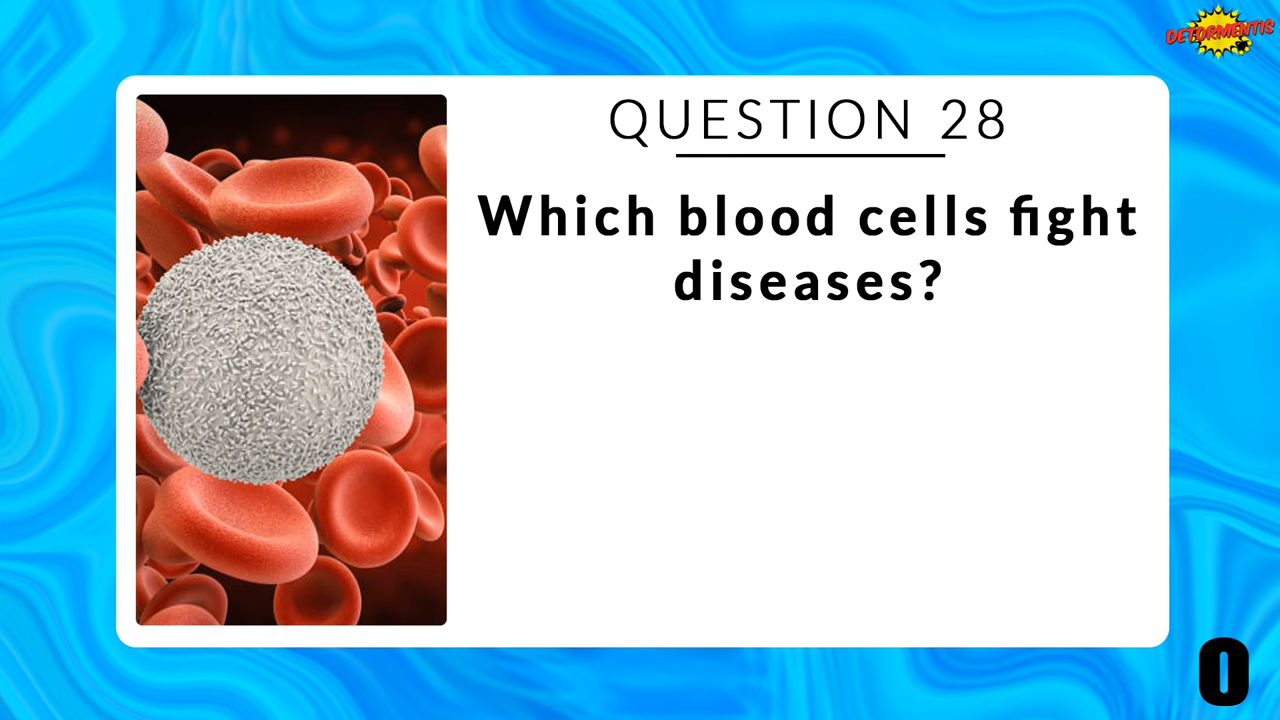 DETORMENTIS
QUESTION 28
Which blood cells fight
diseases?
0